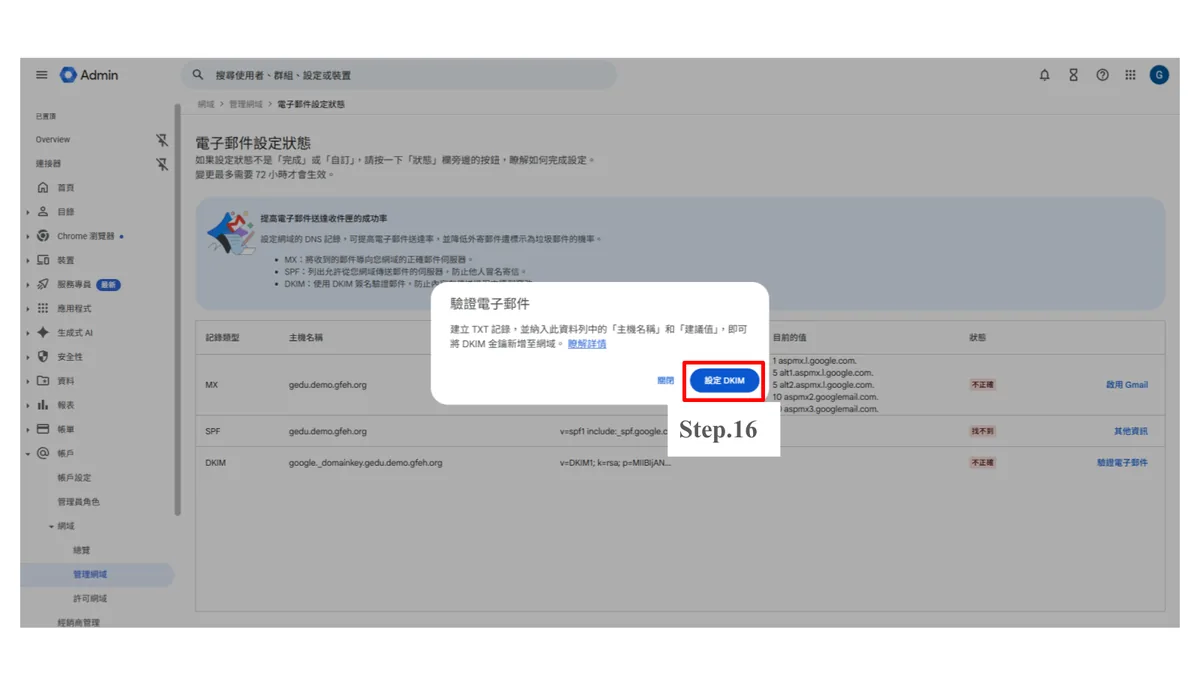 Admin
搜尋使用者、群組、設定或裝置
G
網域 > 管理網域 > 電子郵件設定狀態
已置頂
Overview
連接器
首頁
目錄
Chrome 瀏覽器
裝置
服務專員 最新
應用程式
生成式 AI
安全性
資料
報表
帳單
帳戶
帳戶設定
管理員角色
網域
總覽
管理網域
許可網域
經銷商管理
電子郵件設定狀態
如果設定狀態不是「完成」或「自訂」，請按一下「狀態」欄旁邊的按鈕，瞭解如何完成設定。
變更最多需要 72 小時才會生效。
提高電子郵件送達收件匣的成功率
設定網域的 DNS 記錄，可提高電子郵件送達率，並降低外寄郵件遭標示為垃圾郵件的機率。
MX：將收到的郵件導向您網域的正確郵件伺服器。
SPF：列出允許從您網域傳送郵件的伺服器，防止他人冒名寄信。
DKIM：使用 DKIM 簽名驗證郵件，防止
驗證電子郵件
建立 TXT 記錄，並納入此資料列中的「主機名稱」和「建議值」，即可
將 DKIM 金鑰新增至網域。 瞭解詳情
關閉 設定 DKIM
Step.16
記錄類型 主機名稱 目前的值 狀態
MX gedu.demo.gfeh.org 不正確 啟用 Gmail
1 aspmx.l.google.com.
5 alt1.aspmx.l.google.com.
5 alt2.aspmx.l.google.com.
10 aspmx2.googlemail.com.
aspmx3.googlemail.com.
SPF gedu.demo.gfeh.org v=spf1 include:_spf.google.c 找不到 其他資訊
DKIM google._domainkey.gedu.demo.gfeh.org v=DKIM1; k=rsa; p=MIIBIjAN... 不正確 驗證電子郵件